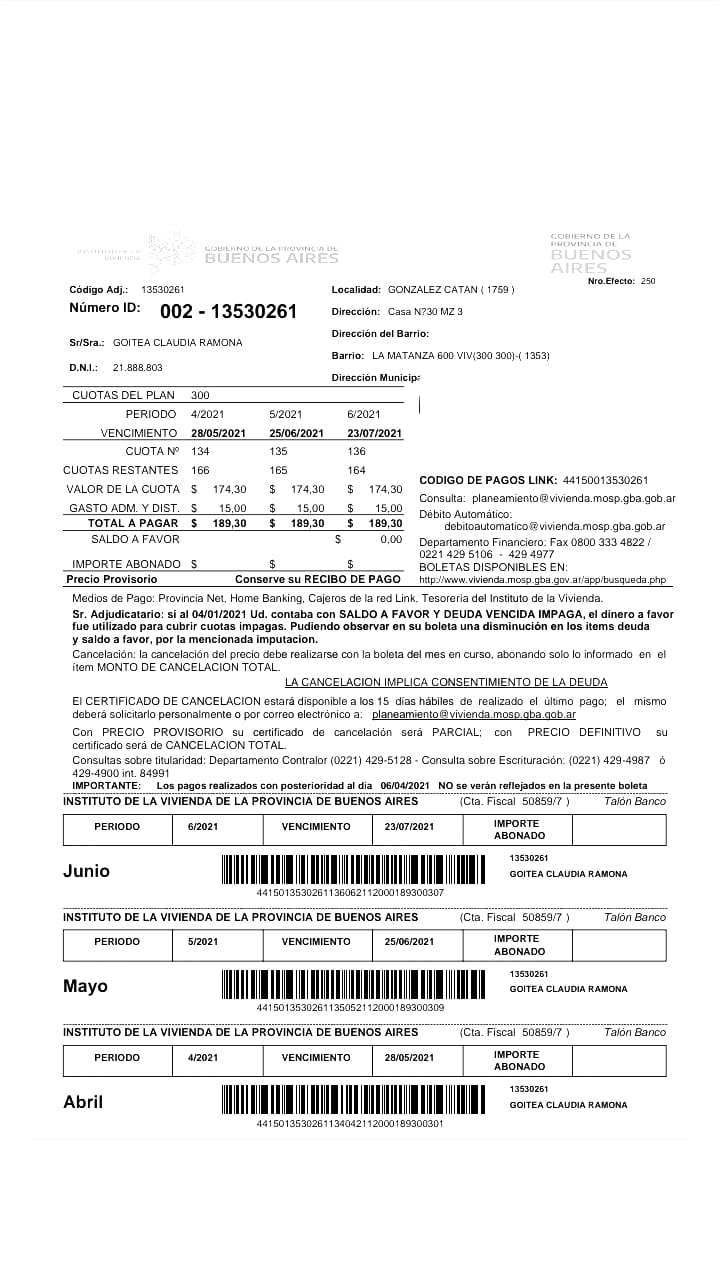 INSTITUTO DE LA
VIVIENDA
GOBIERNO DE LA PROVINCIA DE
BUENOS AIRES
GOBIERNO DE LA
PROVINCIA DE
BUENOS
AIRES
Nro.Efecto: 250
Código Adj.: 13530261
Número ID: 002 - 13530261
Sr/Sra.: GOITEA CLAUDIA RAMONA
D.N.I.: 21.888.803
Localidad: GONZALEZ CATAN ( 1759 )
Dirección: Casa N?30 MZ 3
Dirección del Barrio:
Barrio: LA MATANZA 600 VIV(300 300)-( 1353)
Dirección Municip
CUOTAS DEL PLAN 300
PERIODO 4/2021 5/2021 6/2021
VENCIMIENTO 28/05/2021 25/06/2021 23/07/2021
CUOTA Nº 134 135 136
CUOTAS RESTANTES 166 165 164
VALOR DE LA CUOTA $ 174,30 $ 174,30 $ 174,30
GASTO ADM. Y DIST. $ 15,00 $ 15,00 $ 15,00
TOTAL A PAGAR $ 189,30 $ 189,30 $ 189,30
SALDO A FAVOR $ 0,00
IMPORTE ABONADO $ $ $
Precio Provisorio Conserve su RECIBO DE PAGO
CODIGO DE PAGOS LINK: 44150013530261
Consulta: planeamiento@vivienda.mosp.gba.gob.ar
Débito Automático:
debitoautomatico@vivienda.mosp.gba.gob.ar
Departamento Financiero: Fax 0800 333 4822 /
0221 429 5106 - 429 4977
BOLETAS DISPONIBLES EN:
http://www.vivienda.mosp.gba.gov.ar/app/busqueda.php
Medios de Pago: Provincia Net, Home Banking, Cajeros de la red Link, Tesorería del Instituto de la Vivienda.
Sr. Adjudicatario: si al 04/01/2021 Ud. contaba con SALDO A FAVOR Y DEUDA VENCIDA IMPAGA, el dinero a favor
fue utilizado para cubrir cuotas impagas. Pudiendo observar en su boleta una disminución en los items deuda
y saldo a favor, por la mencionada imputacion.
Cancelación: la cancelación del precio debe realizarse con la boleta del mes en curso, abonando solo lo informado en el
ítem MONTO DE CANCELACION TOTAL.
LA CANCELACION IMPLICA CONSENTIMIENTO DE LA DEUDA
El CERTIFICADO DE CANCELACION estará disponible a los 15 días hábiles de realizado el último pago; el mismo
deberá solicitarlo personalmente o por correo electrónico a: planeamiento@vivienda.mosp.gba.gob.ar
Con PRECIO PROVISORIO su certificado de cancelación será PARCIAL; con PRECIO DEFINITIVO su
certificado será de CANCELACION TOTAL.
Consultas sobre titularidad: Departamento Contralor (0221) 429-5128 - Consulta sobre Escrituración: (0221) 429-4987 ó
429-4900 int. 84991
IMPORTANTE: Los pagos realizados con posterioridad al día 06/04/2021 NO se verán reflejados en la presente boleta
INSTITUTO DE LA VIVIENDA DE LA PROVINCIA DE BUENOS AIRES (Cta. Fiscal 50859/7 ) Talón Banco
PERIODO 6/2021 VENCIMIENTO 23/07/2021 IMPORTE
ABONADO
Junio
13530261
GOITEA CLAUDIA RAMONA
44150135302611360621120001893003​07
INSTITUTO DE LA VIVIENDA DE LA PROVINCIA DE BUENOS AIRES (Cta. Fiscal 50859/7 ) Talón Banco
PERIODO 5/2021 VENCIMIENTO 25/06/2021 IMPORTE
ABONADO
Mayo
13530261
GOITEA CLAUDIA RAMONA
4415013530261135052112000189300309
INSTITUTO DE LA VIVIENDA DE LA PROVINCIA DE BUENOS AIRES (Cta. Fiscal 50859/7 ) Talón Banco
PERIODO 4/2021 VENCIMIENTO 28/05/2021 IMPORTE
ABONADO
Abril
13530261
GOITEA CLAUDIA RAMONA
4415013530261134042112000189300301